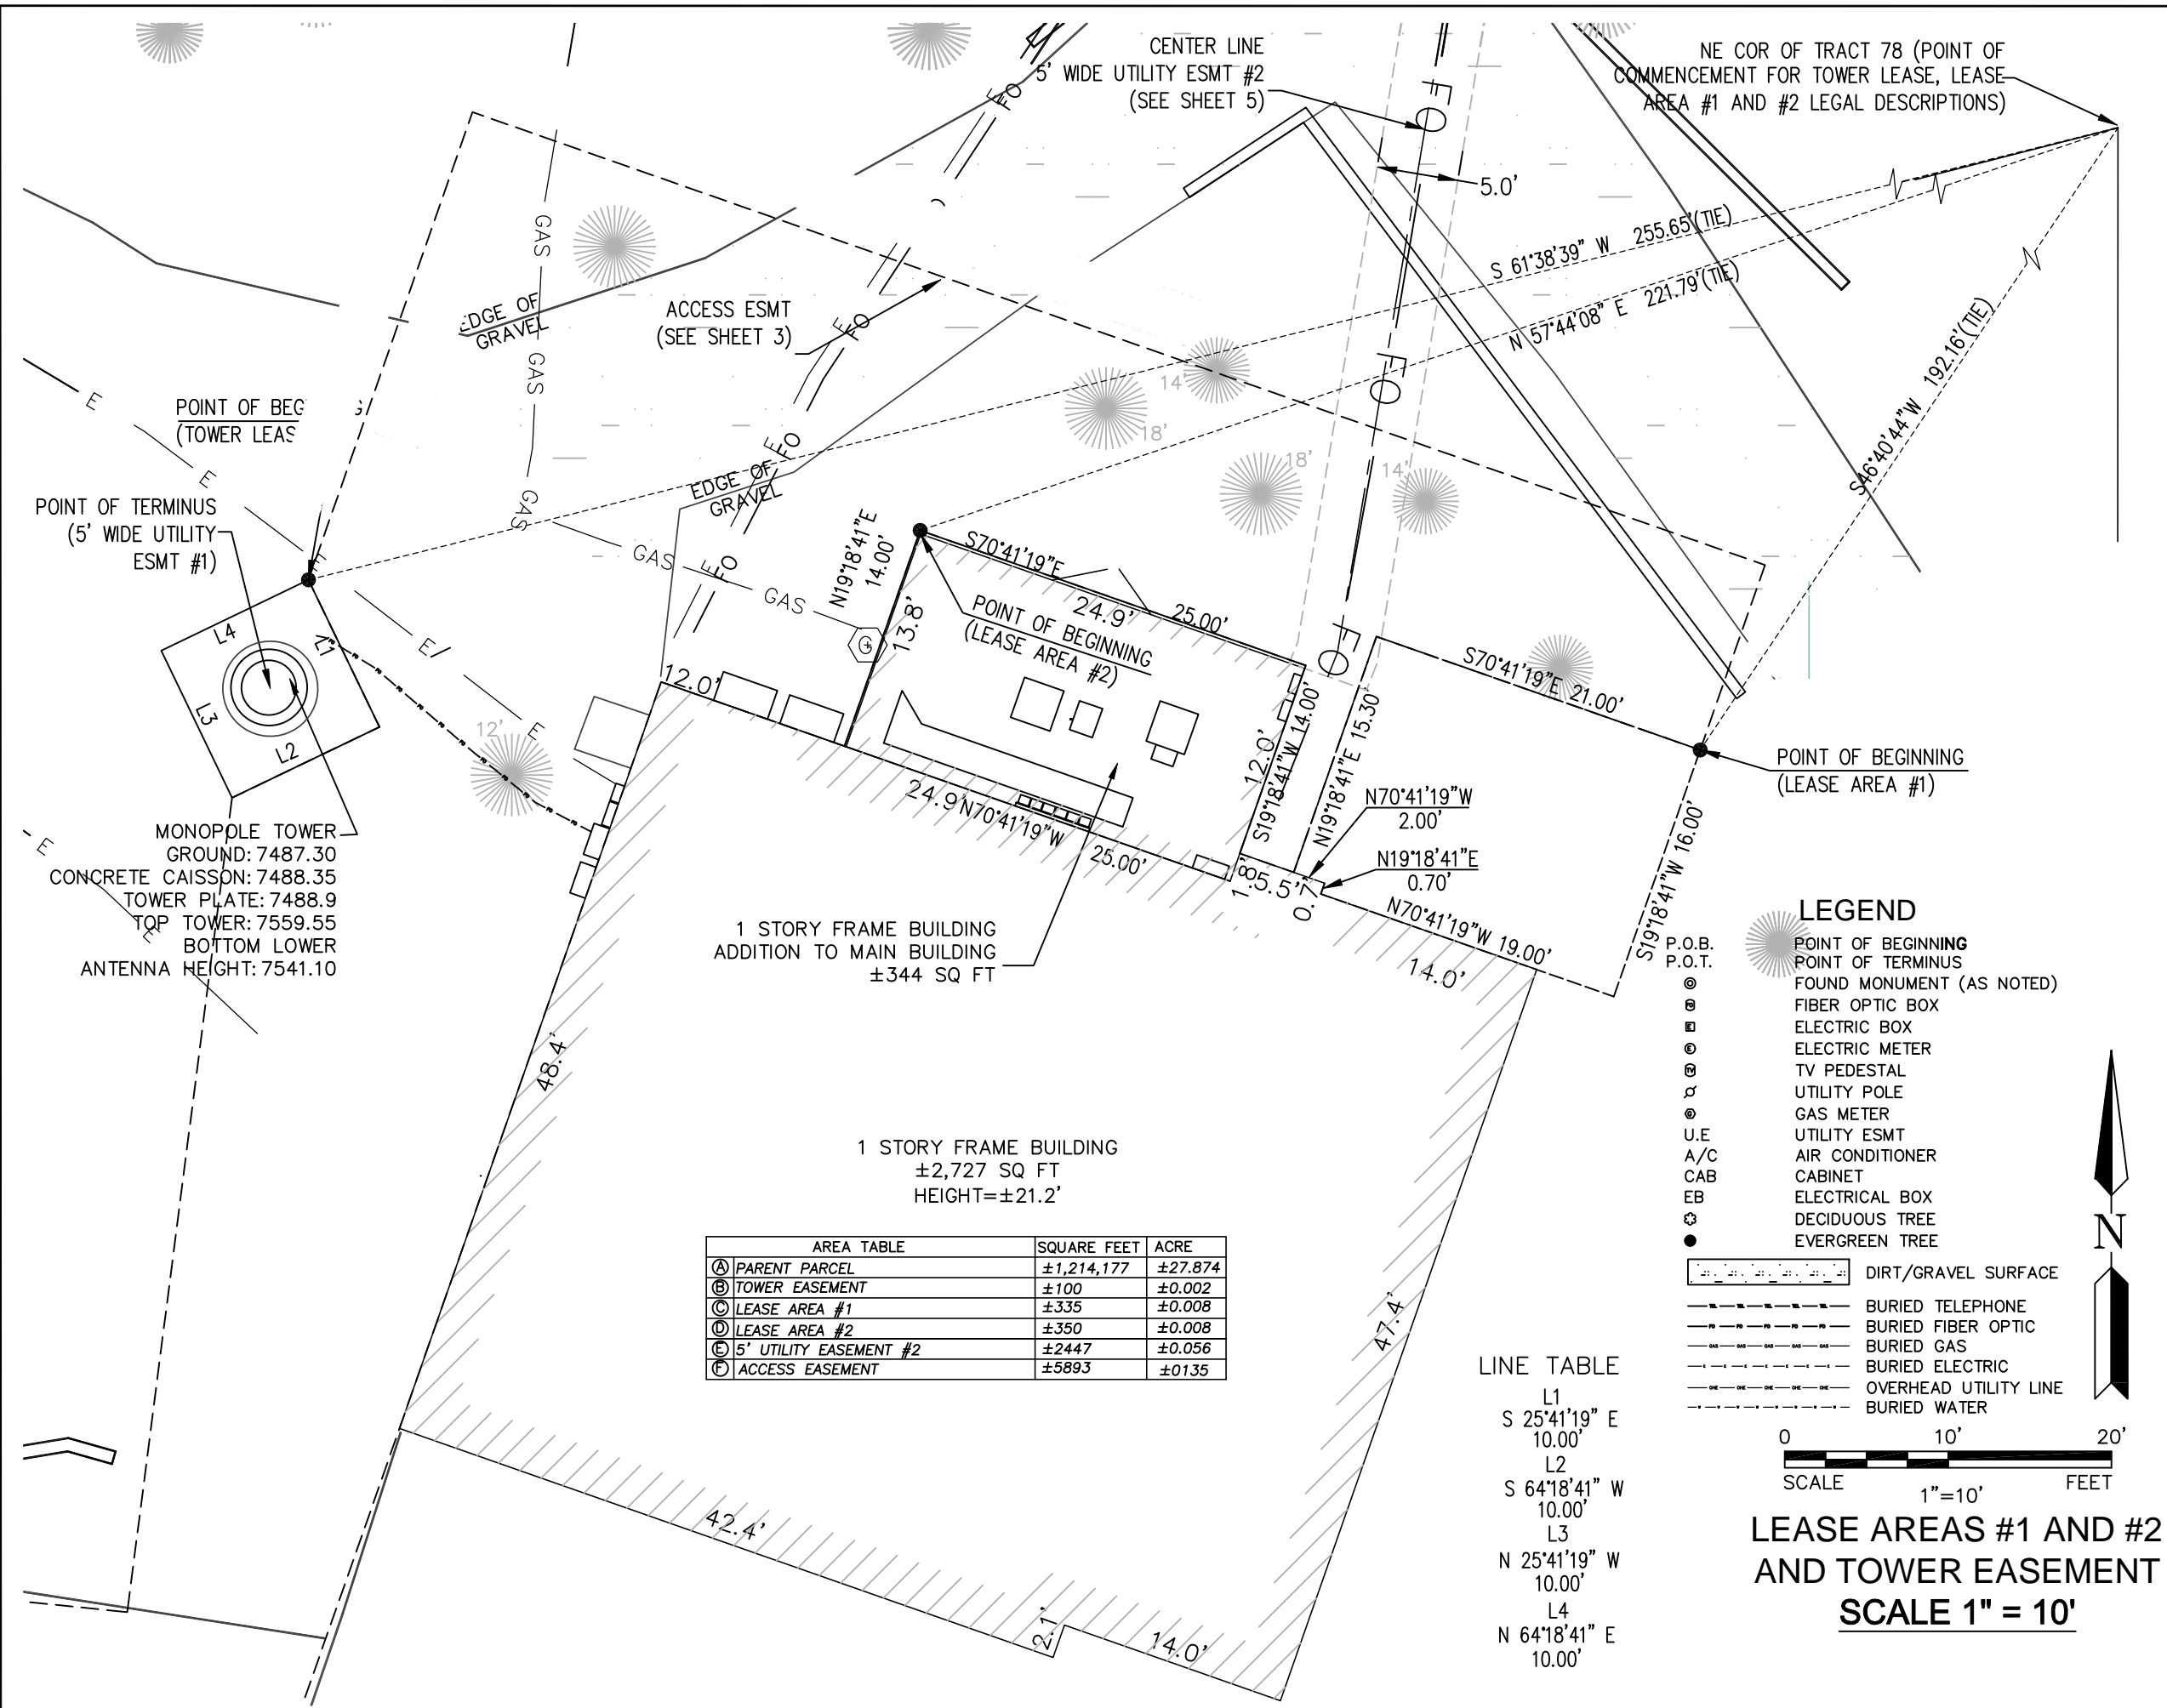 CENTER LINE
5' WIDE UTILITY ESMT #2
(SEE SHEET 5)
NE COR OF TRACT 78 (POINT OF
COMMENCEMENT FOR TOWER LEASE, LEASE
AREA #1 AND #2 LEGAL DESCRIPTIONS)
E
FO
FO
5.0'
S 61°38'39" W 255.65'(TIE)
N 57°44'08" E 221.79'(TIE)
S46°40'44"W 192.16'(TIE)
GAS
GAS
GAS
EDGE OF
GRAVEL
ACCESS ESMT
(SEE SHEET 3)
E
FO
FO
14'
18'
18'
14'
E
E
POINT OF BEG
(TOWER LEAS
POINT OF TERMINUS
(5' WIDE UTILITY
ESMT #1)
EDGE OF
GRAVEL
E
FO
E
FO
GAS
GAS
G
N19°18'41"E
14.00'
13.8'
S70°41'19"E
24.9'
25.00'
POINT OF BEGINNING
(LEASE AREA #2)
FO
S70°41'19"E 21.00'
L4
L1
L3
L2
E
E
E
12'
12.0'
12.0'
S19°18'41"W 14.00'
N19°18'41"E 15.30'
POINT OF BEGINNING
(LEASE AREA #1)
N70°41'19"W
2.00'
N19°18'41"E
0.70'
24.9'
N70°41'19"W
25.00'
1.8'
5.5'
0.7'
N70°41'19"W 19.00'
14.0'
S19°18'41"W 16.00'
MONOPOLE TOWER
GROUND: 7487.30
CONCRETE CAISSON: 7488.35
TOWER PLATE: 7488.9
TOP TOWER: 7559.55
BOTTOM LOWER
ANTENNA HEIGHT: 7541.10
E
E
1 STORY FRAME BUILDING
ADDITION TO MAIN BUILDING
±344 SQ FT
48.4'
1 STORY FRAME BUILDING
±2,727 SQ FT
HEIGHT=±21.2'
47.4'
42.4'
2.1'
14.0'
AREA TABLE SQUARE FEET ACRE
A PARENT PARCEL ±1,214,177 ±27.874
B TOWER EASEMENT ±100 ±0.002
C LEASE AREA #1 ±335 ±0.008
D LEASE AREA #2 ±350 ±0.008
E 5' UTILITY EASEMENT #2 ±2447 ±0.056
F ACCESS EASEMENT ±5893 ±0135
LINE TABLE
L1
S 25°41'19" E
10.00'
L2
S 64°18'41" W
10.00'
L3
N 25°41'19" W
10.00'
L4
N 64°18'41" E
10.00'
LEGEND
P.O.B. POINT OF BEGINNING
P.O.T. POINT OF TERMINUS
FOUND MONUMENT (AS NOTED)
FIBER OPTIC BOX
E ELECTRIC BOX
E ELECTRIC METER
TV TV PEDESTAL
UTILITY POLE
G GAS METER
U.E UTILITY ESMT
A/C AIR CONDITIONER
CAB CABINET
EB ELECTRICAL BOX
DECIDUOUS TREE
EVERGREEN TREE
DIRT/GRAVEL SURFACE
BURIED TELEPHONE
BURIED FIBER OPTIC
BURIED GAS
BURIED ELECTRIC
OVERHEAD UTILITY LINE
BURIED WATER
N
0 10' 20'
SCALE FEET
1"=10'
LEASE AREAS #1 AND #2
AND TOWER EASEMENT
SCALE 1" = 10'